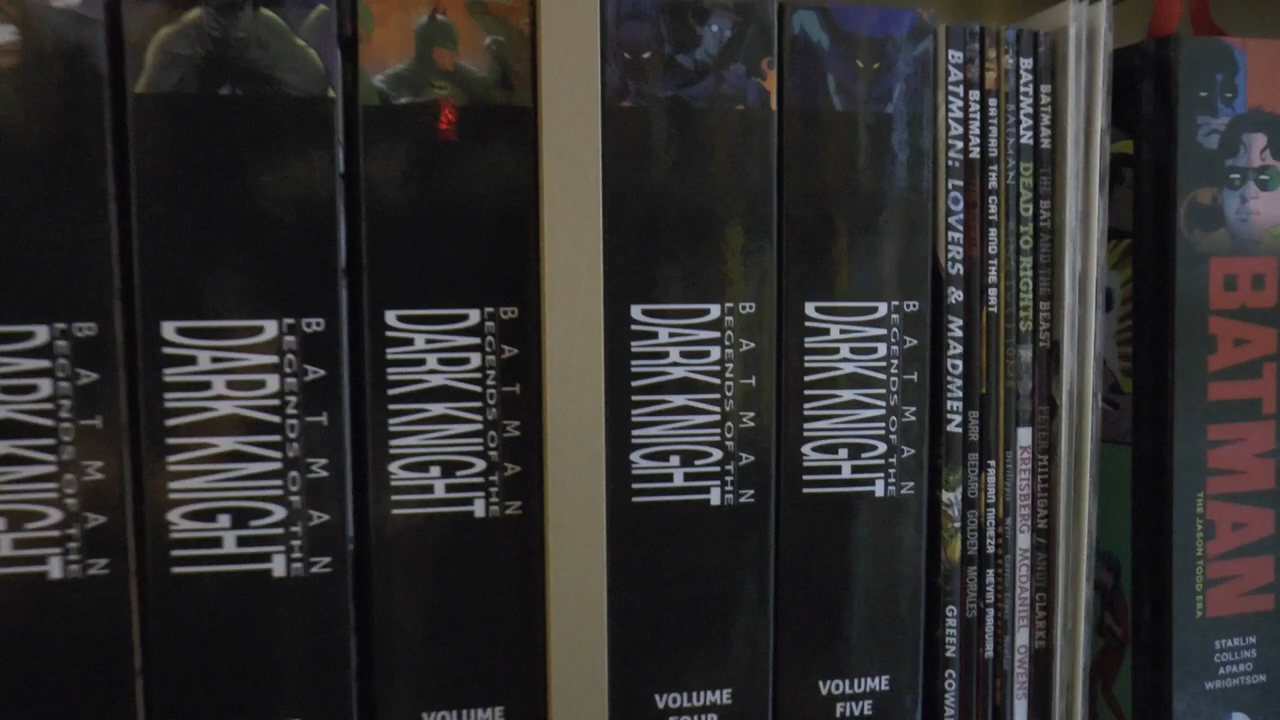 BATMAN
LEGENDS OF THE
DARK KNIGHT
BATMAN
LEGENDS OF THE
DARK KNIGHT
BATMAN
LEGENDS OF THE
DARK KNIGHT
VOLUME
BATMAN
LEGENDS OF THE
DARK KNIGHT
VOLUME
FOUR
BATMAN
LEGENDS OF THE
DARK KNIGHT
VOLUME
FIVE
BATMAN: LOVERS & MADMEN
GREEN
BATMAN
BARR BEDARD GOLDEN MORALES
BATMAN THE CAT AND THE BAT
FABIAN NICIEZA KEVIN MAGUIRE
BATMAN
BATMAN DEAD TO RIGHTS
KREISBERG MCDANIEL OWENS
BATMAN THE BAT AND THE BEAST
PETER MILLIGAN / ANDY CLARKE
BATMAN
THE JASON TODD ERA
STARLIN
COLLINS
APARO
WRIGHTSON